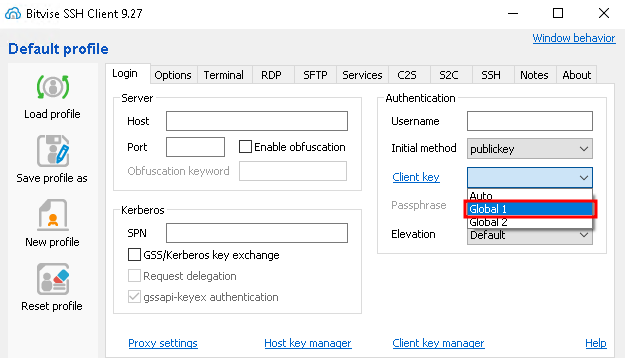 Bitvise SSH Client 9.27
Default profile
Window behavior
Load profile
Save profile as
New profile
Reset profile
Login Options Terminal RDP SFTP Services C2S S2C SSH Notes About
Server
Host
Port
Enable obfuscation
Obfuscation keyword
Kerberos
SPN
GSS/Kerberos key exchange
Request delegation
gssapi-keyex authentication
Authentication
Username
Initial method publickey
Client key
Auto
Global 1
Global 2
Passphrase
Elevation Default
Proxy settings Host key manager Client key manager Help